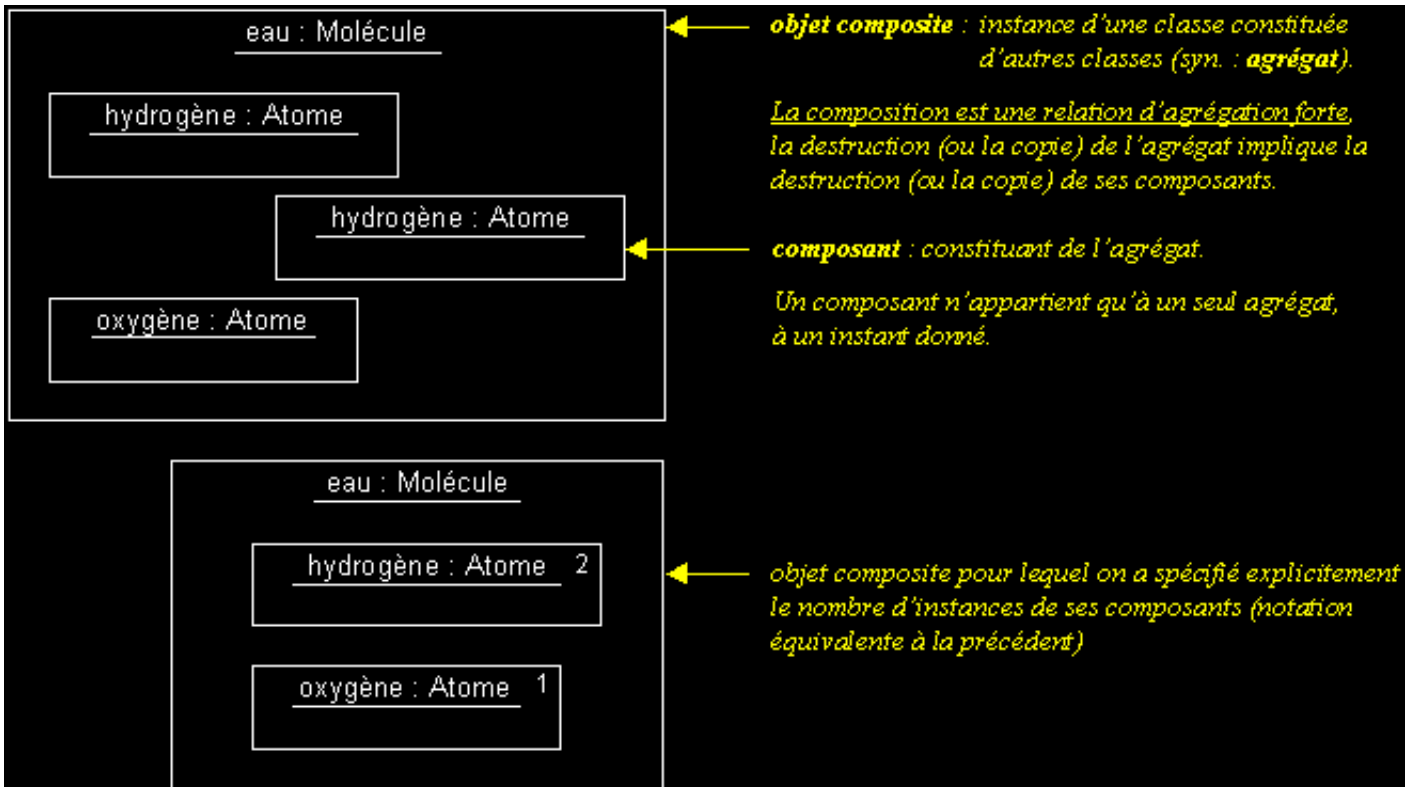 eau : Molécule
hydrogène : Atome
hydrogène : Atome
oxygène : Atome
objet composite : instance d'une classe constituée
d'autres classes (syn. : agrégat).
La composition est une relation d'agrégation forte,
la destruction (ou la copie) de l'agrégat implique la
destruction (ou la copie) de ses composants.
composant : constituant de l'agrégat.
Un composant n'appartient qu'à un seul agrégat,
à un instant donné.
eau : Molécule
hydrogène : Atome 2
oxygène : Atome 1
objet composite pour lequel on a spécifié explicitement
le nombre d'instances de ses composants (notation
équivalente à la précédent)